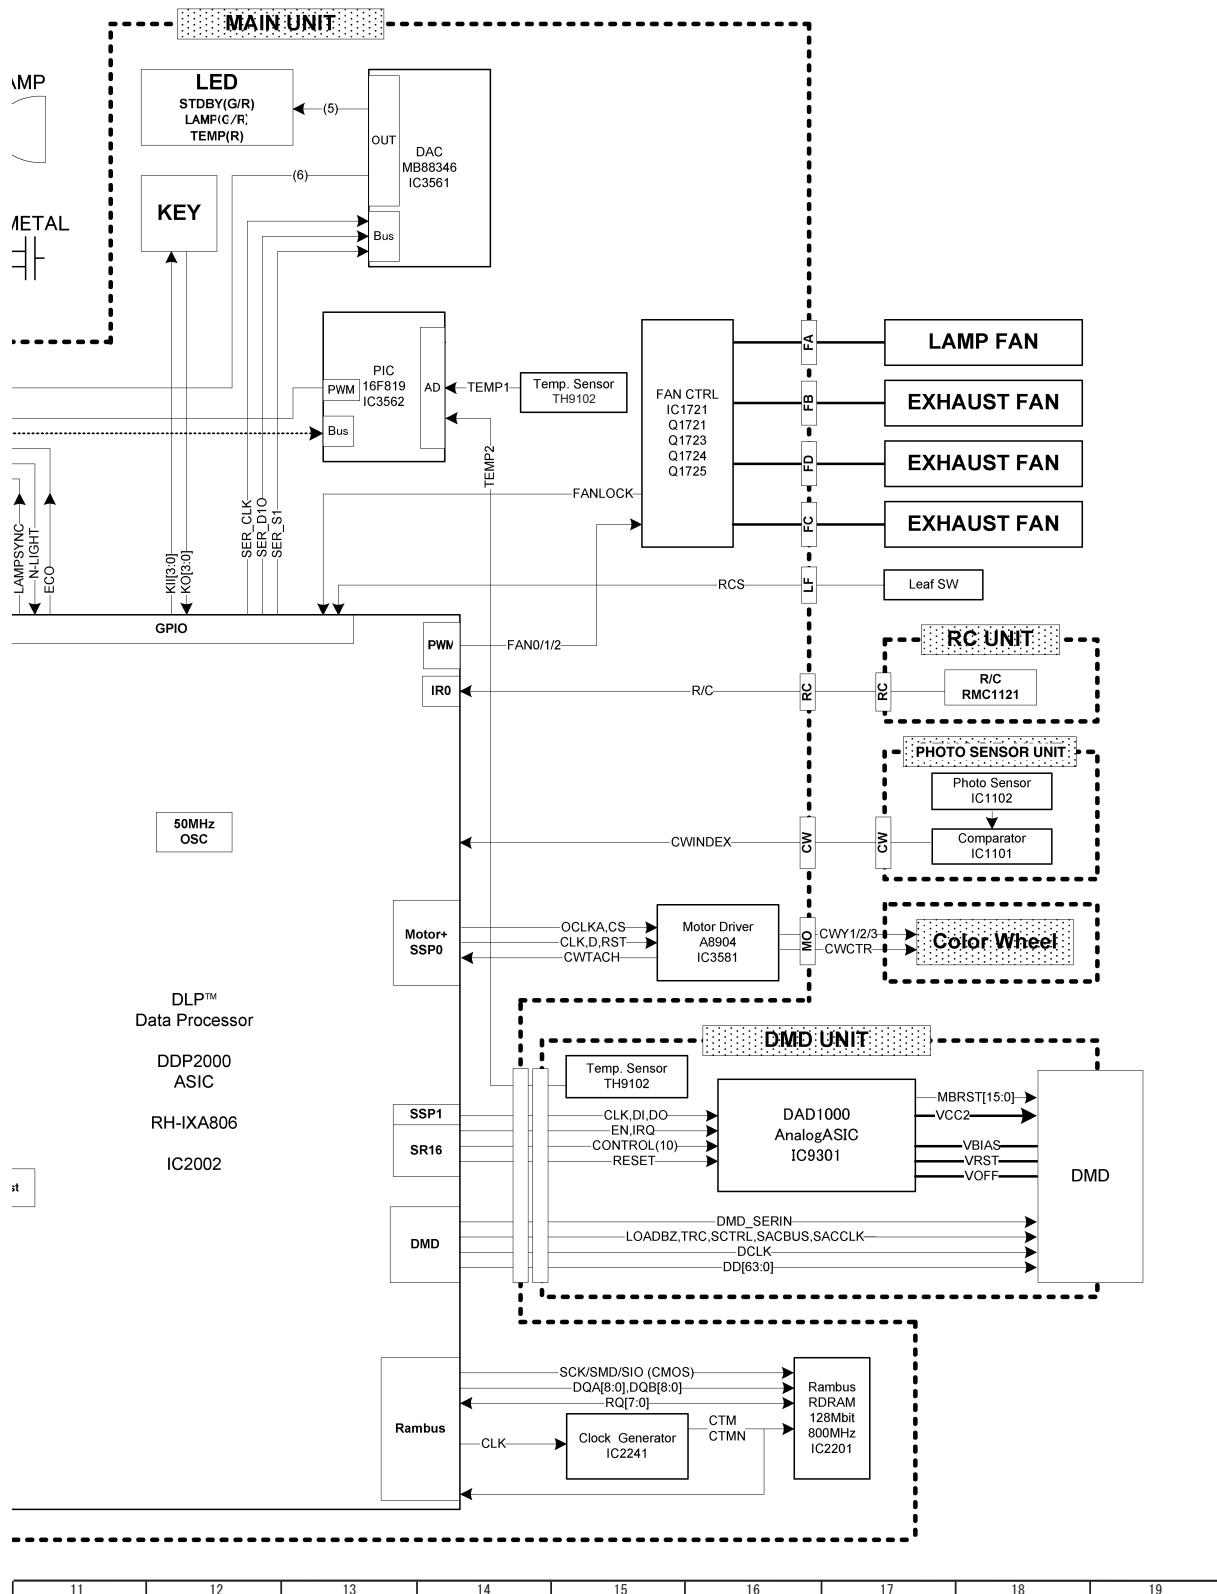 MAIN UNIT
AMP
LED
STDBY(G/R)
LAMP(G/R)
TEMP(R)
(5)
OUT
DAC
MB88346
IC3561
(6)
KEY
Bus
METAL
PIC
16F819
IC3562
AD
PWM
Bus
TEMP1
Temp. Sensor
TH9102
TEMP2
FAN CTRL
IC1721
Q1721
Q1723
Q1724
Q1725
FA
LAMP FAN
FB
EXHAUST FAN
FD
EXHAUST FAN
FC
EXHAUST FAN
FANLOCK
LAMPSYNC
N-LIGHT
ECO
KII[3:0]
KO[3:0]
SER_CLK
SER_D1O
SER_S1
RCS
LF
Leaf SW
GPIO
PWM
FAN0/1/2
RC UNIT
IR0
R/C
RC
RC
R/C
RMC1121
PHOTO SENSOR UNIT
Photo Sensor
IC1102
50MHz
OSC
CWINDEX
CW
CW
Comparator
IC1101
Motor+
SSP0
OCLKA,CS
CLK,D,RST
CWTACH
Motor Driver
A8904
IC3581
MO
CWY1/2/3
CWCTR
Color Wheel
DLP™
Data Processor
DDP2000
ASIC
RH-IXA806
IC2002
DMD UNIT
Temp. Sensor
TH9102
SSP1
SR16
CLK,DI,DO
EN,IRQ
CONTROL(10)
RESET
DAD1000
AnalogASIC
IC9301
MBRST[15:0]
VCC2
VBIAS
VRST
VOFF
DMD
st
DMD
DMD_SERIN
LOADBZ,TRC,SCTRL,SACBUS,SACCLK
DCLK
DD[63:0]
Rambus
SCK/SMD/SIO (CMOS)
DQA[8:0],DQB[8:0]
RQ[7:0]
CLK
Clock Generator
IC2241
CTM
CTMN
Rambus
RDRAM
128Mbit
800MHz
IC2201
11 12 13 14 15 16 17 18 19